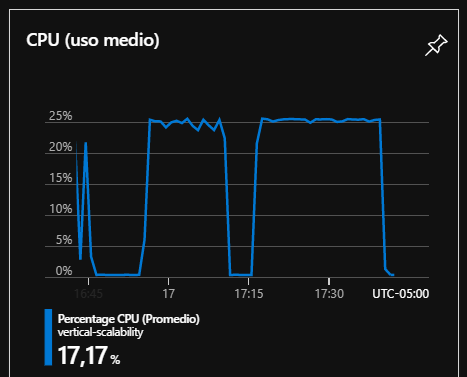 CPU (uso medio)
25%
20%
15%
10%
5%
0%
16:45
17
17:15
17:30
UTC-05:00
Percentage CPU (Promedio)
vertical-scalability
17,17 %